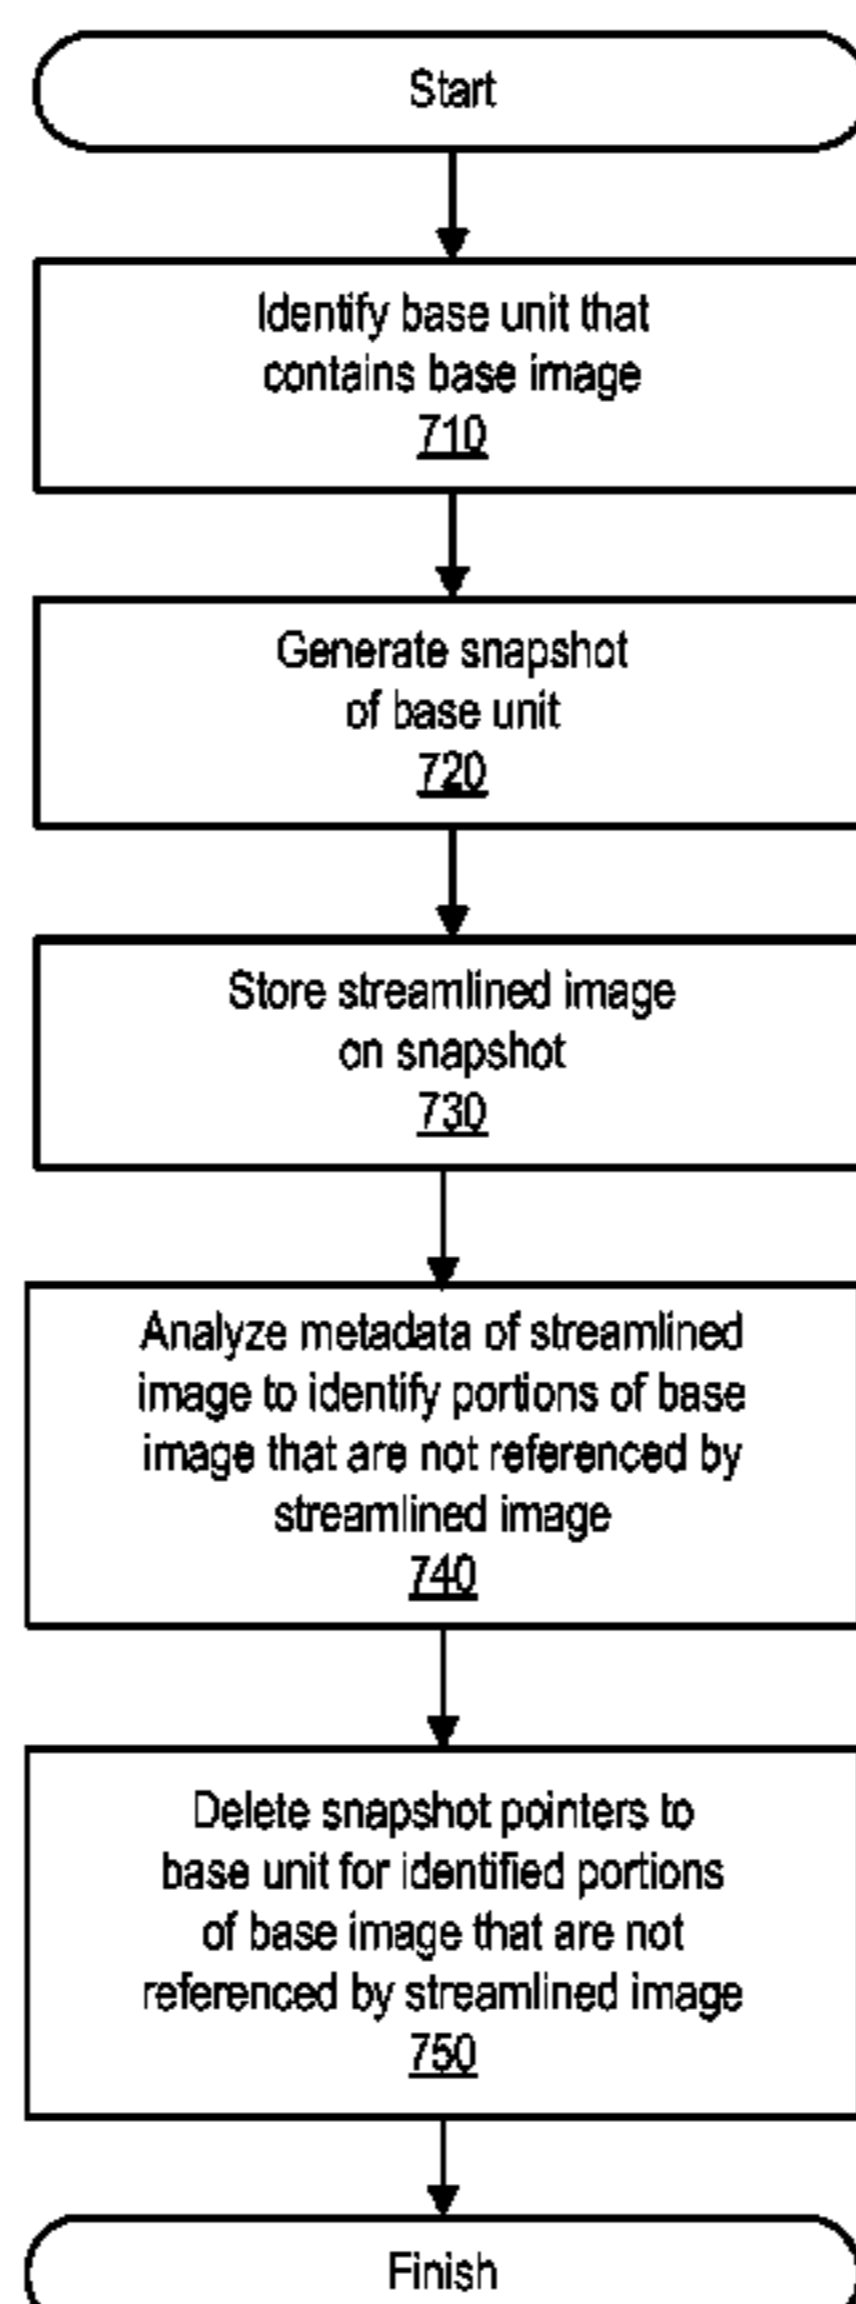 Start
Identify base unit that
contains base image
710
Generate snapshot
of base unit
720
Store streamlined image
on snapshot
730
Analyze metadata of streamlined
image to identify portions of base
image that are not referenced by
streamlined image
740
Delete snapshot pointers to
base unit for identified portions
of base image that are not
referenced by streamlined image
750
Finish